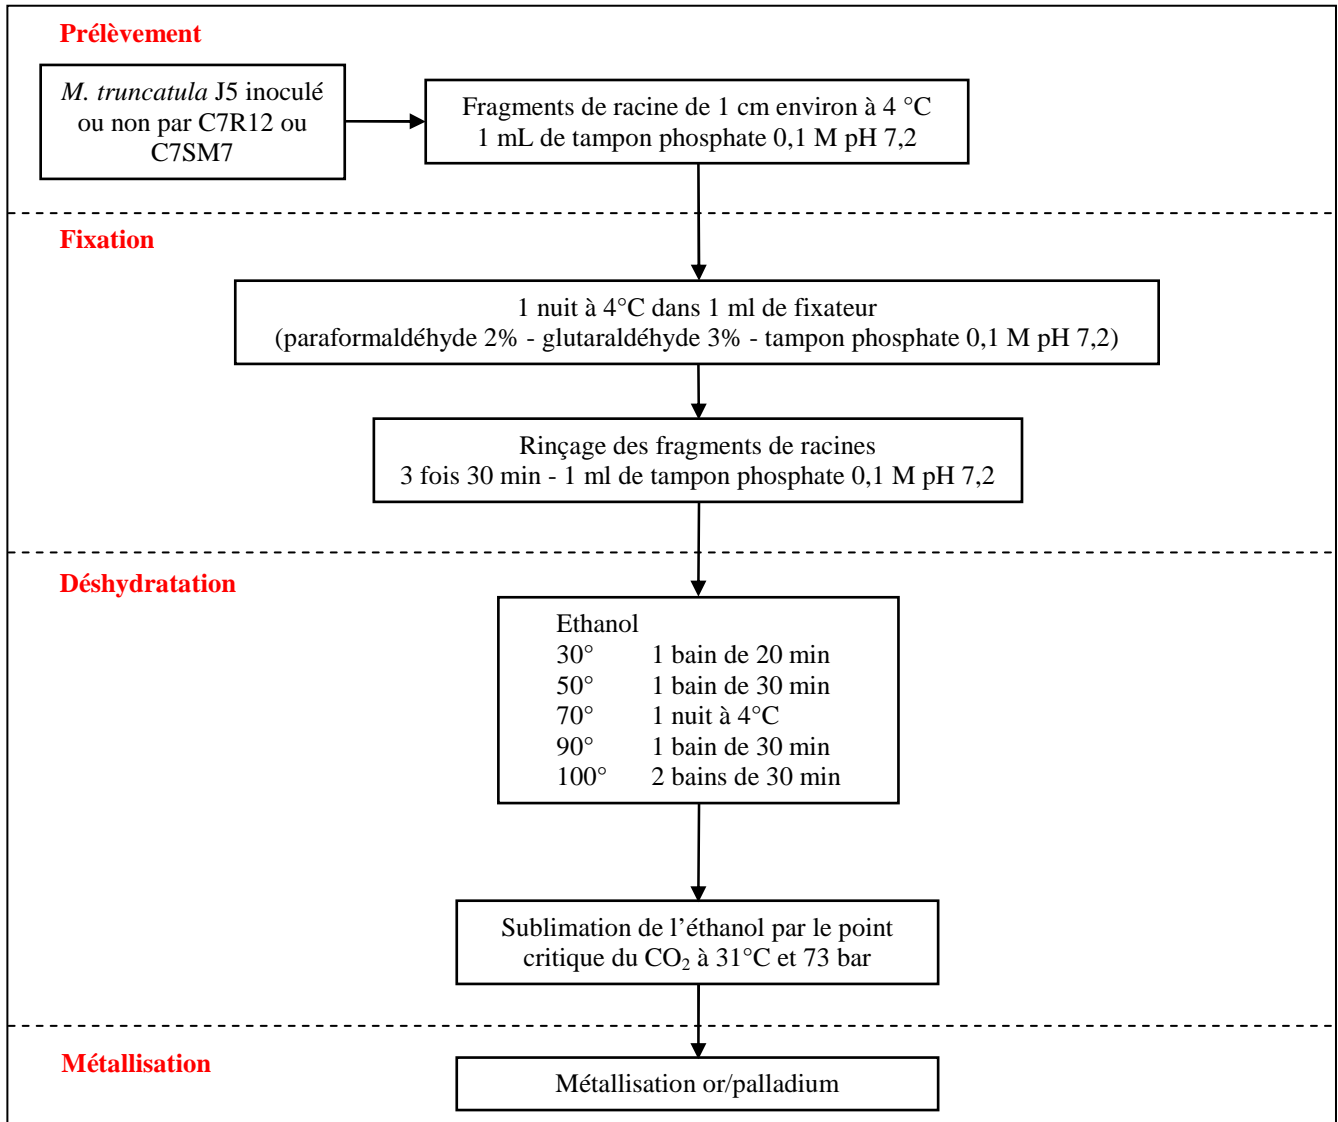 Prélèvement
M. truncatula J5 inoculé
ou non par C7R12 ou
C7SM7
Fragments de racine de 1 cm environ à 4 °C
1 mL de tampon phosphate 0,1 M pH 7,2
Fixation
1 nuit à 4°C dans 1 ml de fixateur
(paraformaldéhyde 2% - glutaraldéhyde 3% - tampon phosphate 0,1 M pH 7,2)
Rinçage des fragments de racines
3 fois 30 min - 1 ml de tampon phosphate 0,1 M pH 7,2
Déshydratation
Ethanol
30° 1 bain de 20 min
50° 1 bain de 30 min
70° 1 nuit à 4°C
90° 1 bain de 30 min
100° 2 bains de 30 min
Sublimation de l’éthanol par le point
critique du CO₂ à 31°C et 73 bar
Métallisation
Métallisation or/palladium